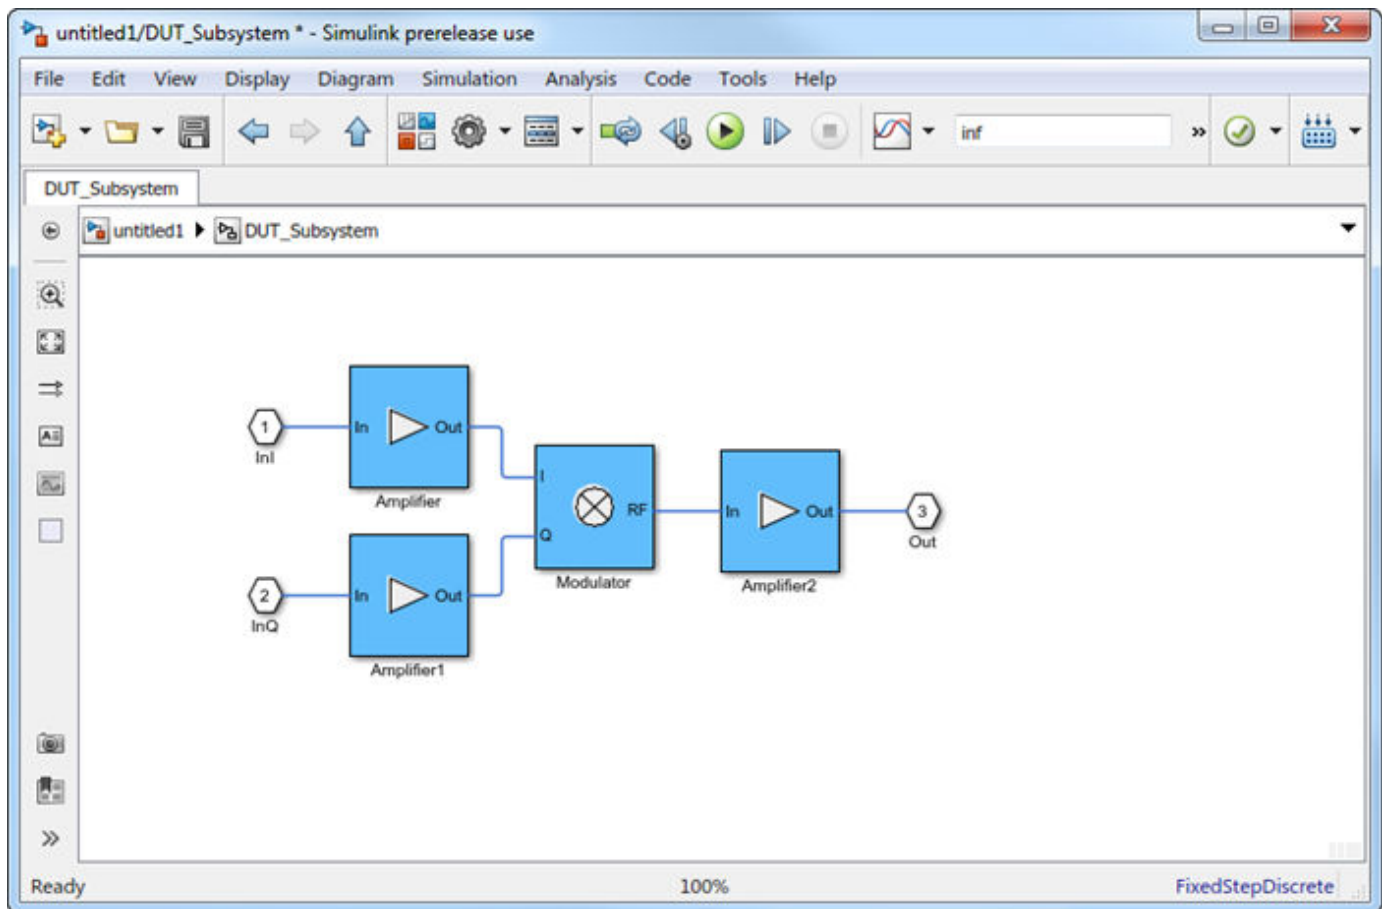 untitled1/DUT_Subsystem * - Simulink prerelease use
File Edit View Display Diagram Simulation Analysis Code Tools Help
inf
DUT_Subsystem
untitled1 DUT_Subsystem
1
InI
In Out
Amplifier
2
InQ
In Out
Amplifier1
I
Q
RF
Modulator
In Out
Amplifier2
3
Out
Ready 100% FixedStepDiscrete